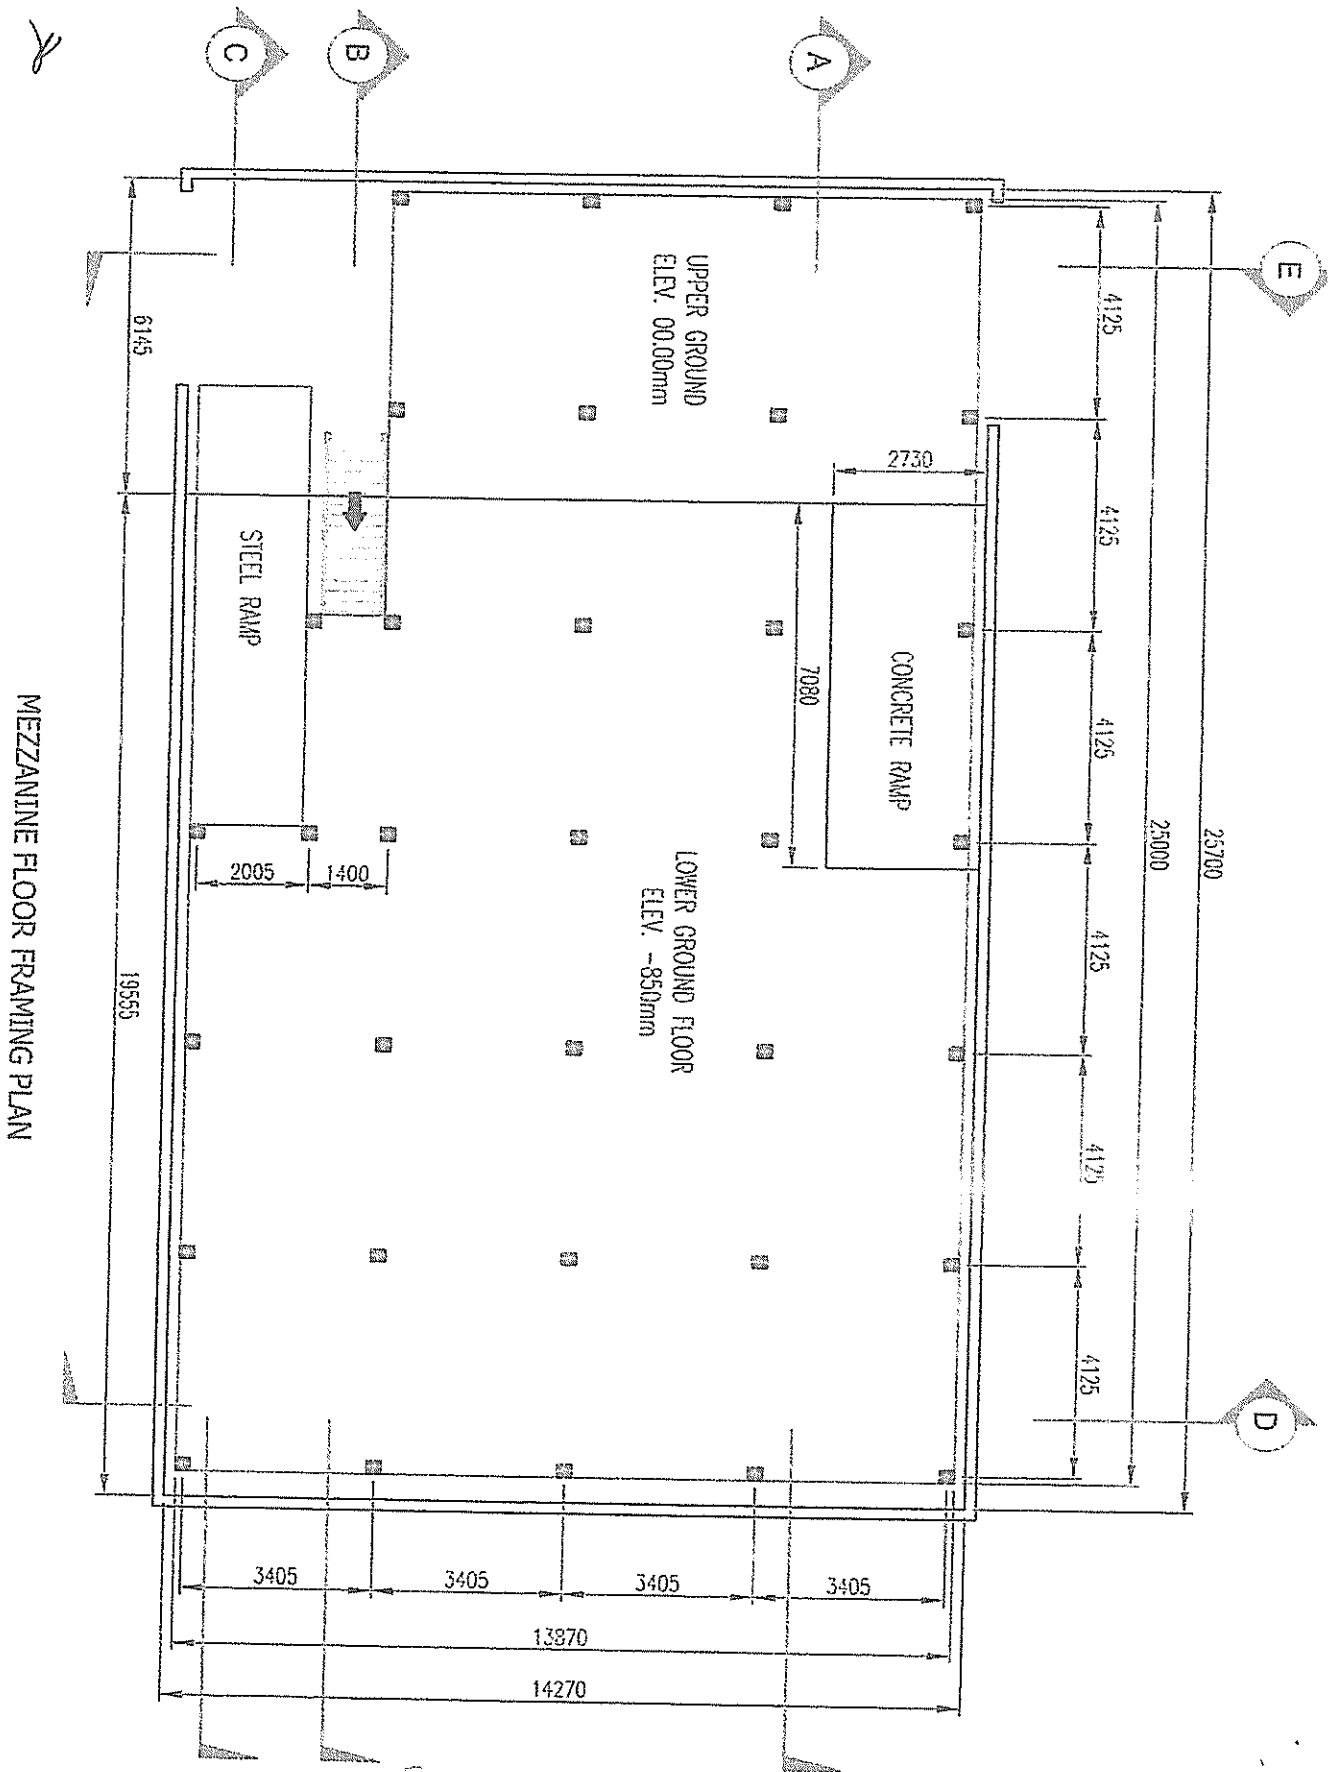 C
B
A
E
D
UPPER GROUND
ELEV. 00.00mm
4125
4125
4125
4125
4125
4125
25000
25700
6145
19555
2730
7080
STEEL RAMP
CONCRETE RAMP
2005
1400
LOWER GROUND FLOOR
ELEV. -850mm
3405
3405
3405
3405
13870
14270
MEZZANINE FLOOR FRAMING PLAN